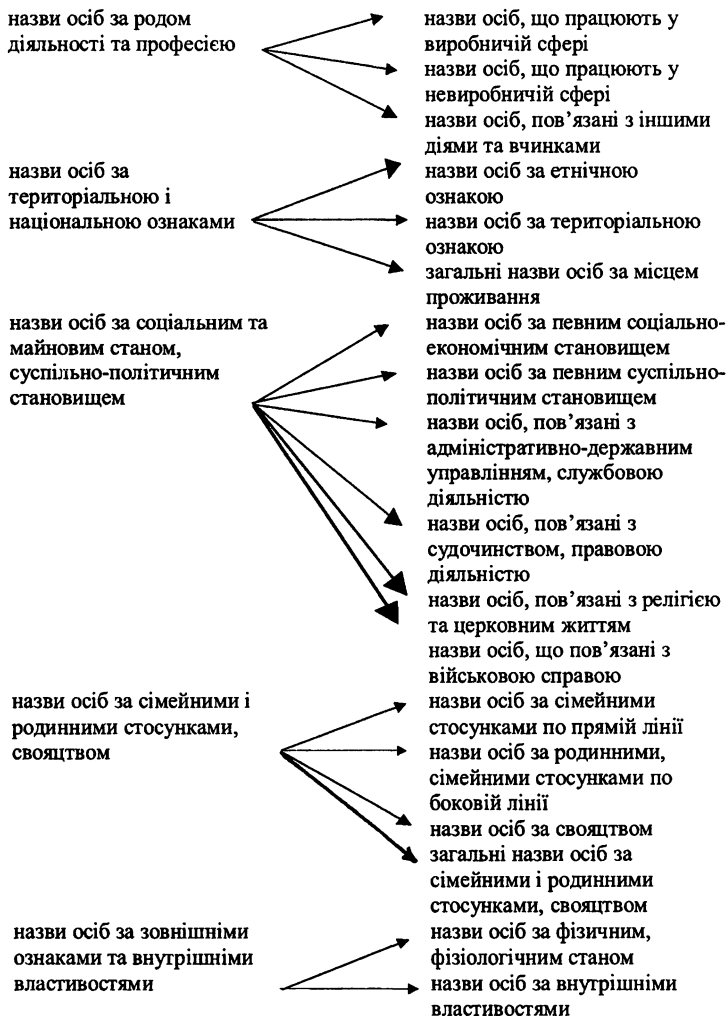 назви осіб за родом
діяльності та професією
назви осіб, що працюють у
виробничій сфері
назви осіб, що працюють у
невиробничій сфері
назви осіб, пов’язані з іншими
діями та вчинками
назви осіб за
територіальною і
національною ознаками
назви осіб за етнічною
ознакою
назви осіб за територіальною
ознакою
загальні назви осіб за місцем
проживання
назви осіб за соціальним та
майновим станом,
суспільно-політичним
становищем
назви осіб за певним соціально-
економічним становищем
назви осіб за певним суспільно-
політичним становищем
назви осіб, пов’язані з
адміністративно-державним
управлінням, службовою
діяльністю
назви осіб, пов’язані з
судочинством, правовою
діяльністю
назви осіб, пов’язані з релігією
та церковним життям
назви осіб, що пов’язані з
військовою справою
назви осіб за сімейними і
родинними стосунками,
свояцтвом
назви осіб за сімейними
стосунками по прямій лінії
назви осіб за родинними,
сімейними стосунками по
боковій лінії
назви осіб за свояцтвом
загальні назви осіб за
сімейними і родинними
стосунками, свояцтвом
назви осіб за зовнішніми
ознаками та внутрішніми
властивостями
назви осіб за фізичним,
фізіологічним станом
назви осіб за внутрішніми
властивостями